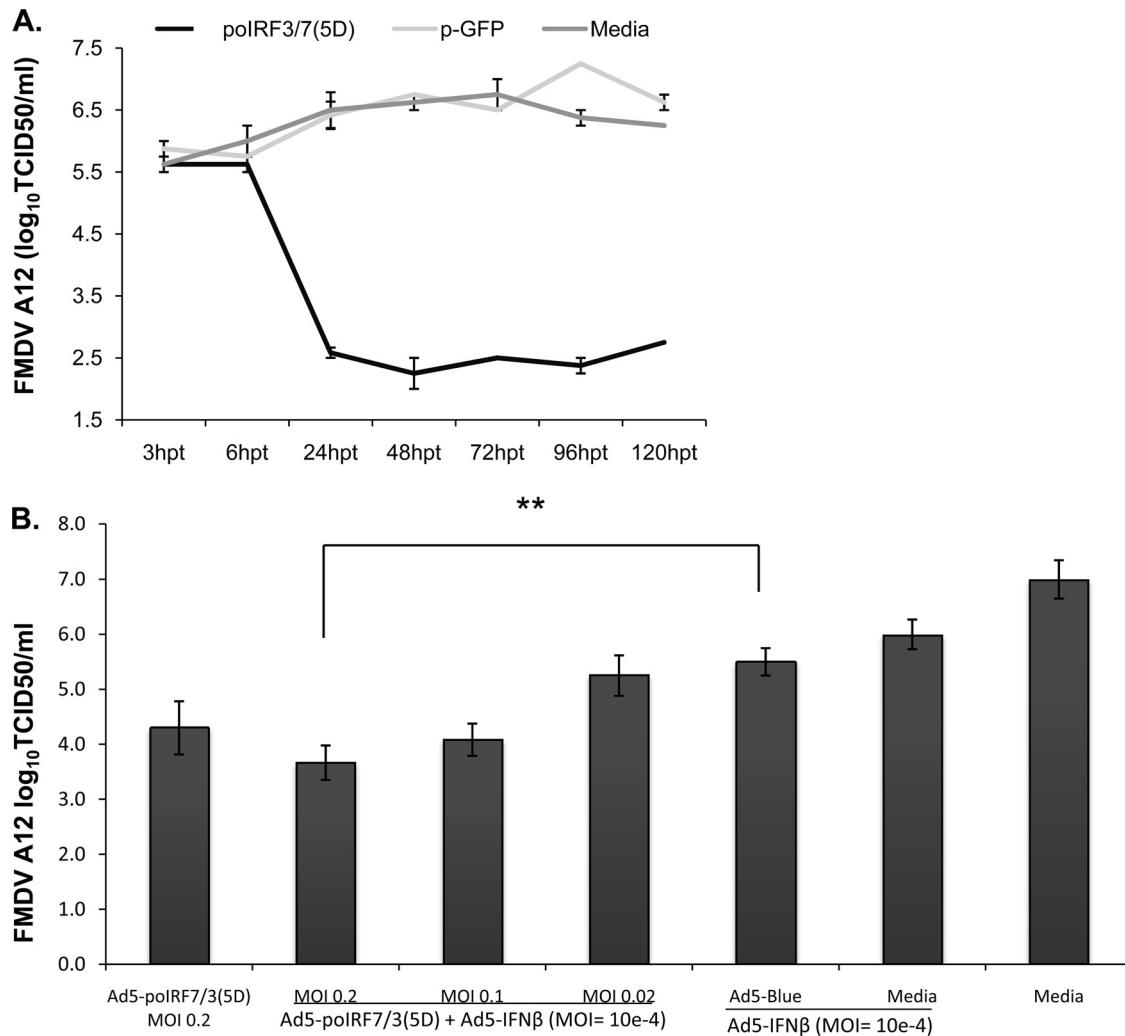 A.
poIRF3/7(5D) p-GFP Media
FMDV A12 (log₁₀TCID50/ml)
7.5
6.5
5.5
4.5
3.5
2.5
1.5
3hpt 6hpt 24hpt 48hpt 72hpt 96hpt 120hpt
B.
**
FMDV A12 log₁₀TCID50/ml
8.0
7.0
6.0
5.0
4.0
3.0
2.0
1.0
0.0
Ad5-poIRF7/3(5D) MOI 0.2 MOI 0.1 MOI 0.02 Ad5-Blue Media Media
MOI 0.2 Ad5-poIRF7/3(5D) + Ad5-IFNβ (MOI= 10e-4) Ad5-IFNβ (MOI= 10e-4)